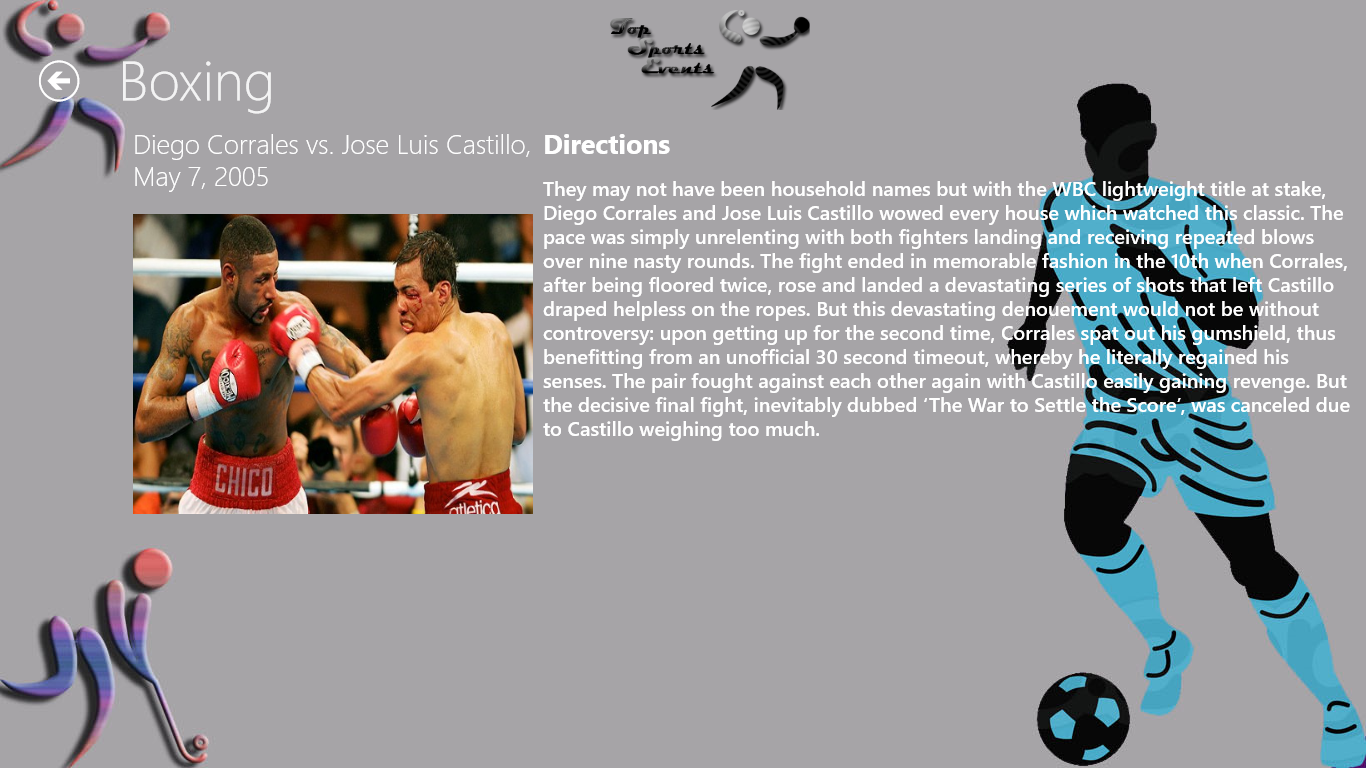 Top
Sports
Events
Boxing
Diego Corrales vs. Jose Luis Castillo,
May 7, 2005
CHICO
atletica
Directions
They may not have been household names but with the WBC lightweight title at stake,
Diego Corrales and Jose Luis Castillo wowed every house which watched this classic. The
pace was simply unrelenting with both fighters landing and receiving repeated blows
over nine nasty rounds. The fight ended in memorable fashion in the 10th when Corrales,
after being floored twice, rose and landed a devastating series of shots that left Castillo
draped helpless on the ropes. But this devastating denouement would not be without
controversy: upon getting up for the second time, Corrales spat out his gumshield, thus
benefitting from an unofficial 30 second timeout, whereby he literally regained his
senses. The pair fought against each other again with Castillo easily gaining revenge. But
the decisive final fight, inevitably dubbed ‘The War to Settle the Score’, was canceled due
to Castillo weighing too much.